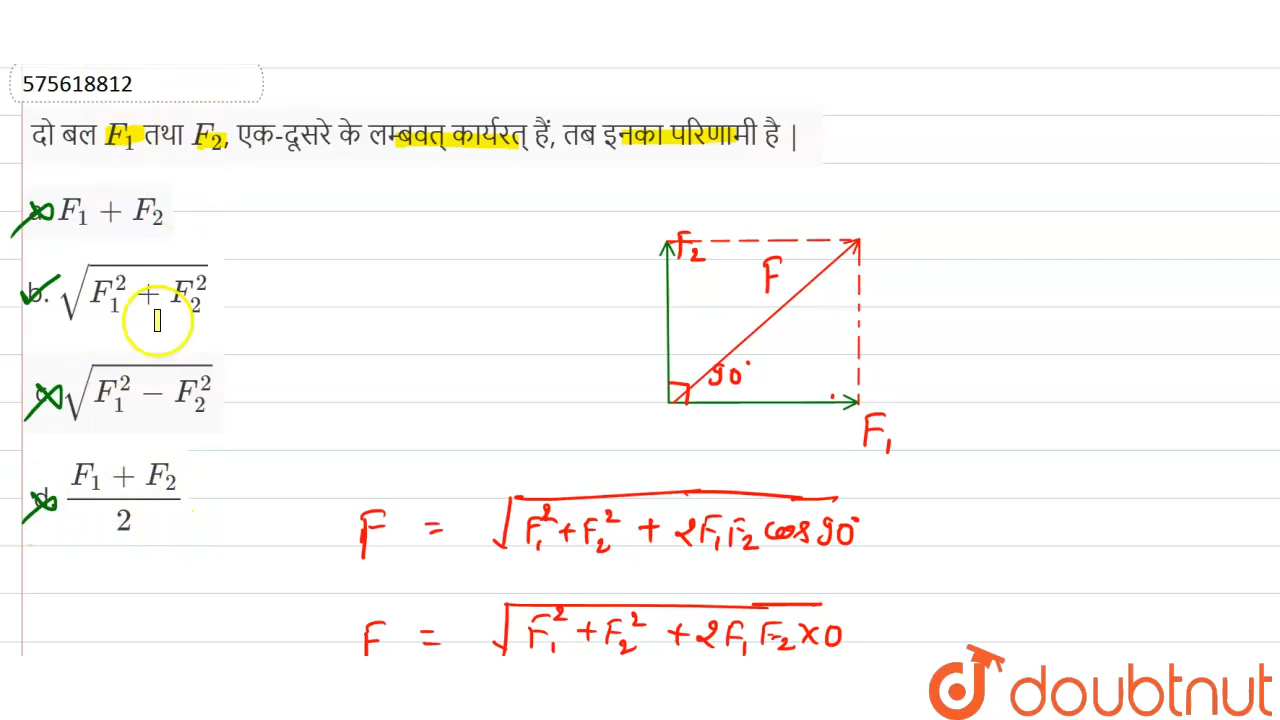 575618812
दो बल F₁ तथा F₂, एक-दूसरे के लम्बवत् कार्यरत् हैं, तब इनका परिणामी है |
a. F₁ + F₂
b. √(F₁² + F₂²)
c. √(F₁² − F₂²)
d. (F₁ + F₂)/2
F₂
F
90°
F₁
F = √(F₁² + F₂² + 2F₁F₂ cos 90°)
F = √(F₁² + F₂² + 2F₁F₂ × 0)
doubtnut